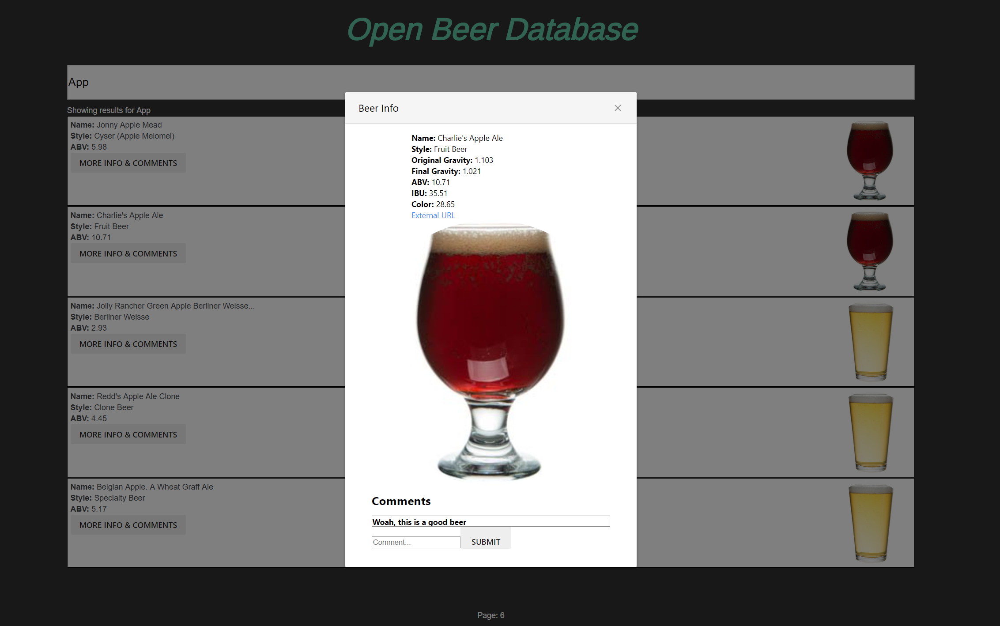 Open Beer Database
App
Showing results for App
Name: Jonny Apple Mead
Style: Cyser (Apple Melomel)
ABV: 5.98
MORE INFO & COMMENTS
Name: Charlie's Apple Ale
Style: Fruit Beer
ABV: 10.71
MORE INFO & COMMENTS
Name: Jolly Rancher Green Apple Berliner Weisse...
Style: Berliner Weisse
ABV: 2.93
MORE INFO & COMMENTS
Name: Redd's Apple Ale Clone
Style: Clone Beer
ABV: 4.45
MORE INFO & COMMENTS
Name: Belgian Apple. A Wheat Graff Ale
Style: Specialty Beer
ABV: 5.17
MORE INFO & COMMENTS
Beer Info
Name: Charlie's Apple Ale
Style: Fruit Beer
Original Gravity: 1.103
Final Gravity: 1.021
ABV: 10.71
IBU: 35.51
Color: 28.65
External URL
Comments
Woah, this is a good beer
Comment...
SUBMIT
Page: 6